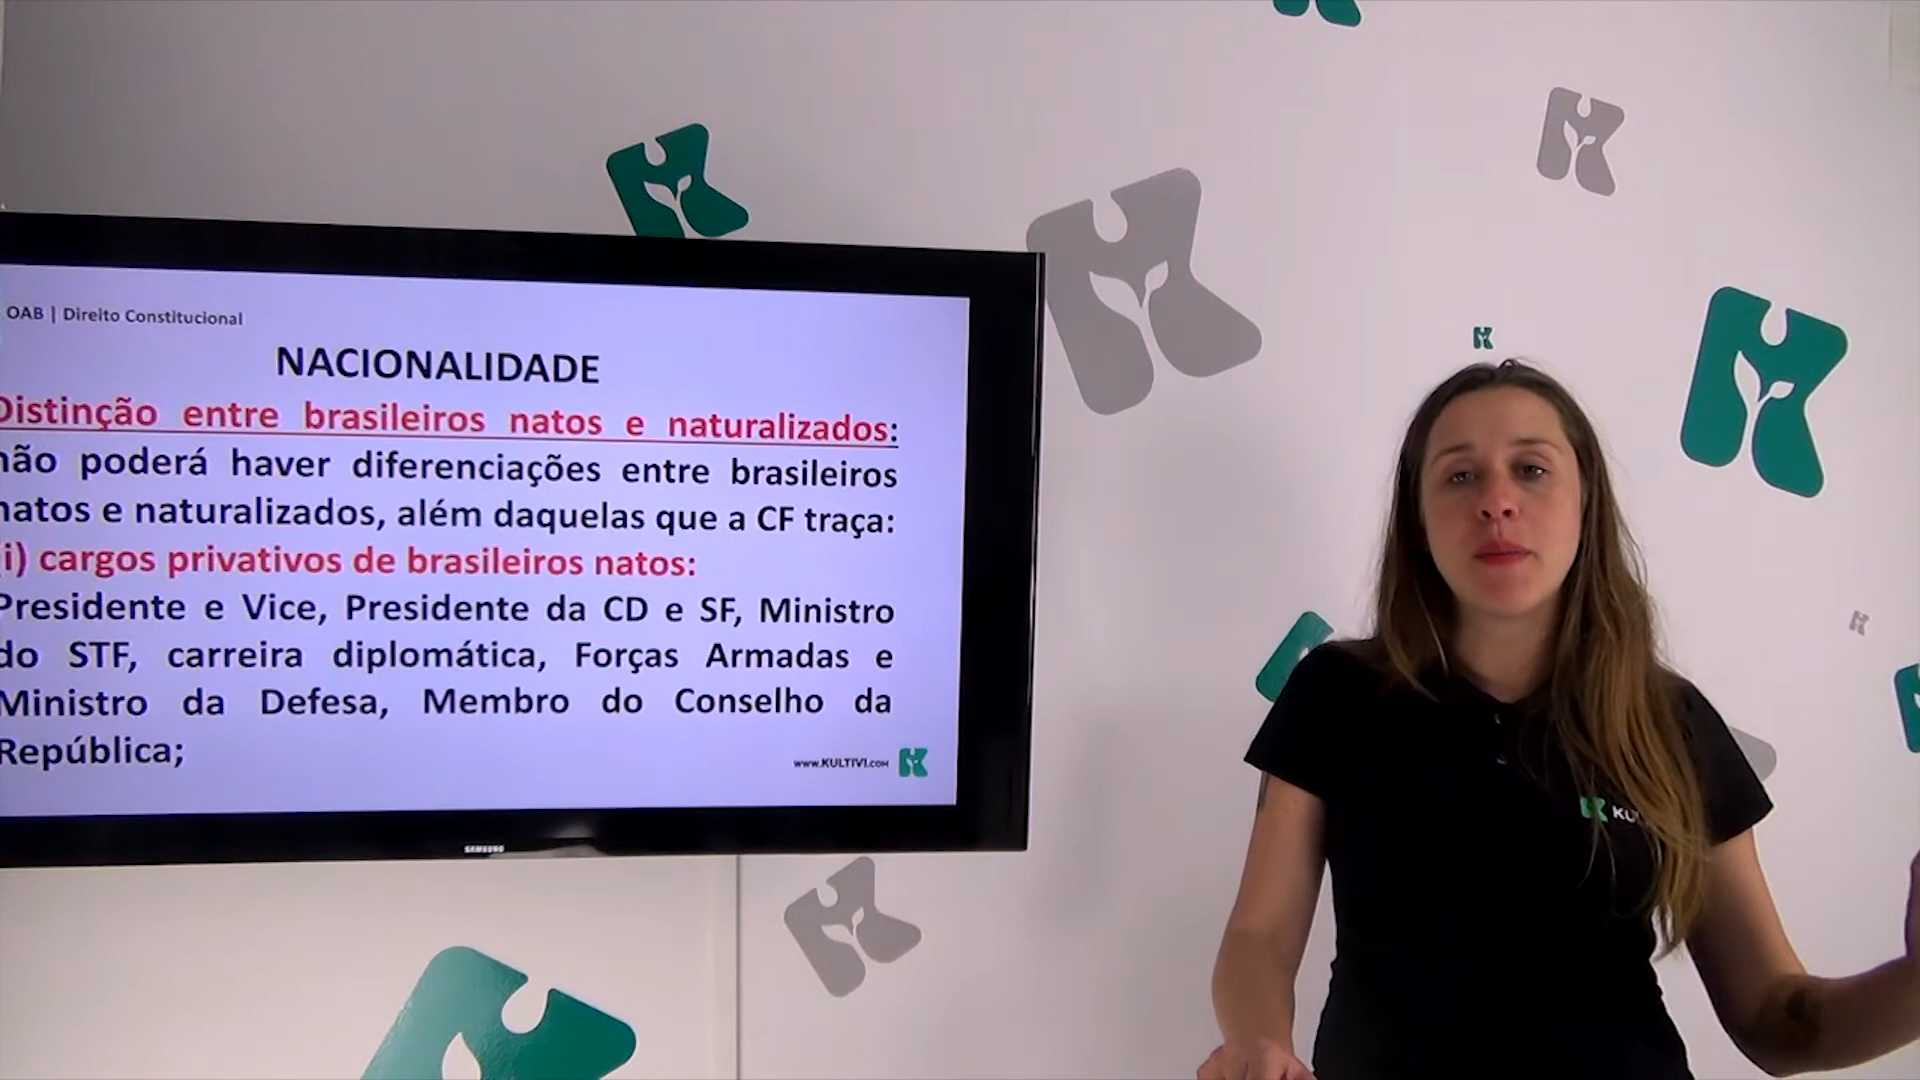 OAB | Direito Constitucional
NACIONALIDADE
Distinção entre brasileiros natos e naturalizados:
não poderá haver diferenciações entre brasileiros
natos e naturalizados, além daquelas que a CF traça:
i) cargos privativos de brasileiros natos:
Presidente e Vice, Presidente da CD e SF, Ministro
do STF, carreira diplomática, Forças Armadas e
Ministro da Defesa, Membro do Conselho da
República;
www.KULTIVI.COM
SAMSUNG
KU